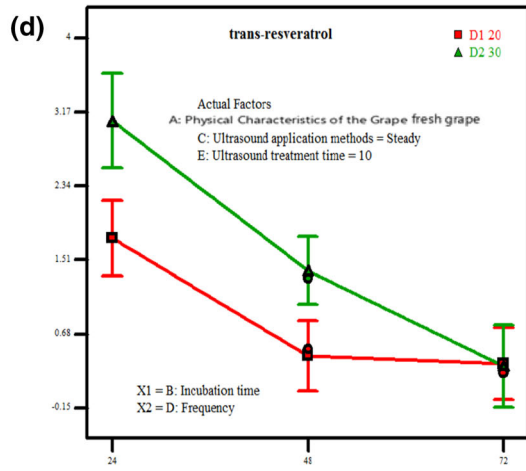 (d)
trans-resveratrol
D1 20
D2 30
Actual Factors
A: Physical Characteristics of the Grape fresh grape
C: Ultrasound application methods = Steady
E: Ultrasound treatment time = 10
4
3.17
2.34
1.51
0.68
-0.15
X1 = B: Incubation time
X2 = D: Frequency
24
48
72